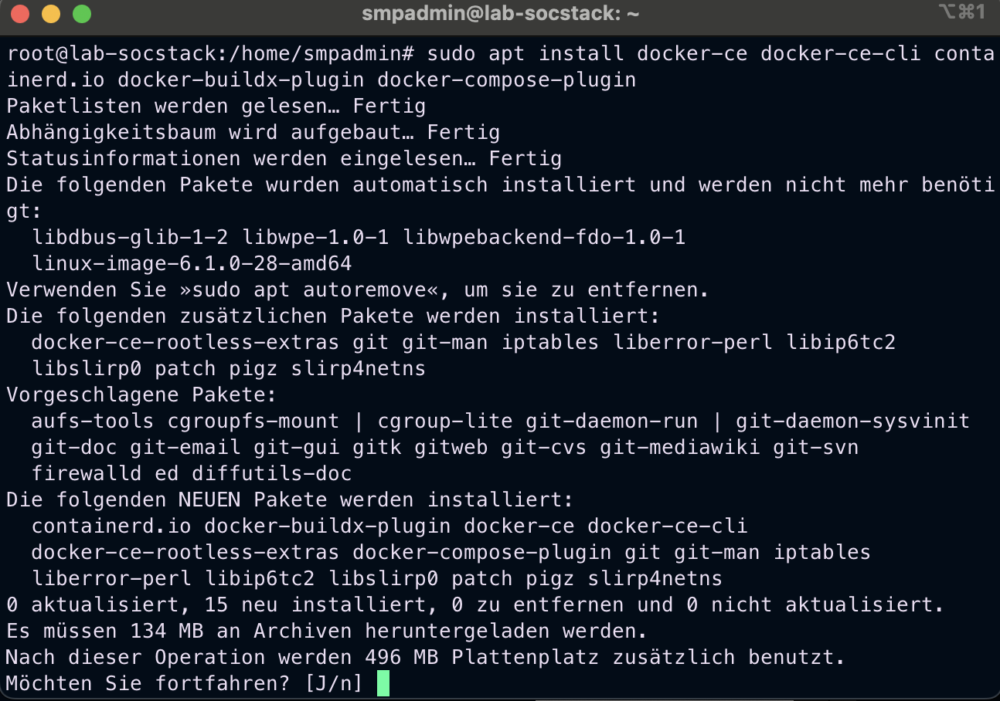 smpadmin@lab-socstack: ~
⌥⌘1
root@lab-socstack:/home/smpadmin# sudo apt install docker-ce docker-ce-cli conta
inerd.io docker-buildx-plugin docker-compose-plugin
Paketlisten werden gelesen… Fertig
Abhängigkeitsbaum wird aufgebaut… Fertig
Statusinformationen werden eingelesen… Fertig
Die folgenden Pakete wurden automatisch installiert und werden nicht mehr benöti
gt:
  libdbus-glib-1-2 libwpe-1.0-1 libwpebackend-fdo-1.0-1
  linux-image-6.1.0-28-amd64
Verwenden Sie »sudo apt autoremove«, um sie zu entfernen.
Die folgenden zusätzlichen Pakete werden installiert:
  docker-ce-rootless-extras git git-man iptables liberror-perl libip6tc2
  libslirp0 patch pigz slirp4netns
Vorgeschlagene Pakete:
  aufs-tools cgroupfs-mount | cgroup-lite git-daemon-run | git-daemon-sysvinit
  git-doc git-email git-gui gitk gitweb git-cvs git-mediawiki git-svn
  firewalld ed diffutils-doc
Die folgenden NEUEN Pakete werden installiert:
  containerd.io docker-buildx-plugin docker-ce docker-ce-cli
  docker-ce-rootless-extras docker-compose-plugin git git-man iptables
  liberror-perl libip6tc2 libslirp0 patch pigz slirp4netns
0 aktualisiert, 15 neu installiert, 0 zu entfernen und 0 nicht aktualisiert.
Es müssen 134 MB an Archiven heruntergeladen werden.
Nach dieser Operation werden 496 MB Plattenplatz zusätzlich benutzt.
Möchten Sie fortfahren? [J/n]